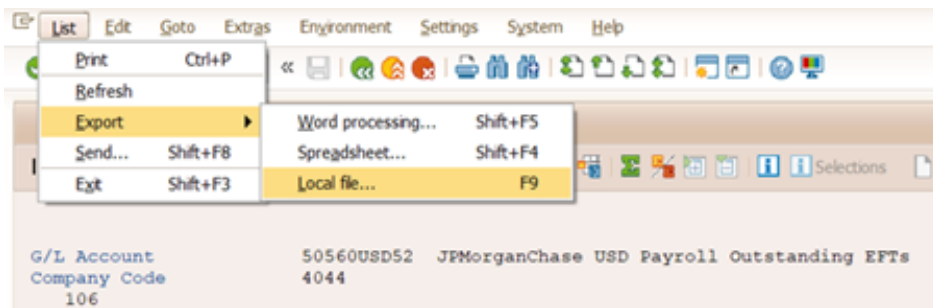 List Edit Goto Extras Environment Settings System Help
Print Ctrl+P
Refresh
Export
Word processing... Shift+F5
Send... Shift+F8
Spreadsheet... Shift+F4
Selections
Exit Shift+F3
Local file... F9
G/L Account 50560USD52 JPMorganChase USD Payroll Outstanding EFTs
Company Code 4044
106